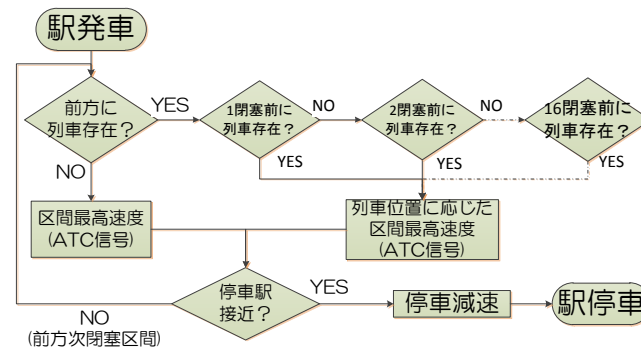 駅発車
前方に
列車存在？
YES
1閉塞前に
列車存在？
NO
2閉塞前に
列車存在？
NO
16閉塞前に
列車存在？
NO
YES
YES
YES
区間最高速度
(ATC信号)
列車位置に応じた
区間最高速度
(ATC信号)
停車駅
接近？
YES
停車減速
駅停車
NO
(前方次閉塞区間)